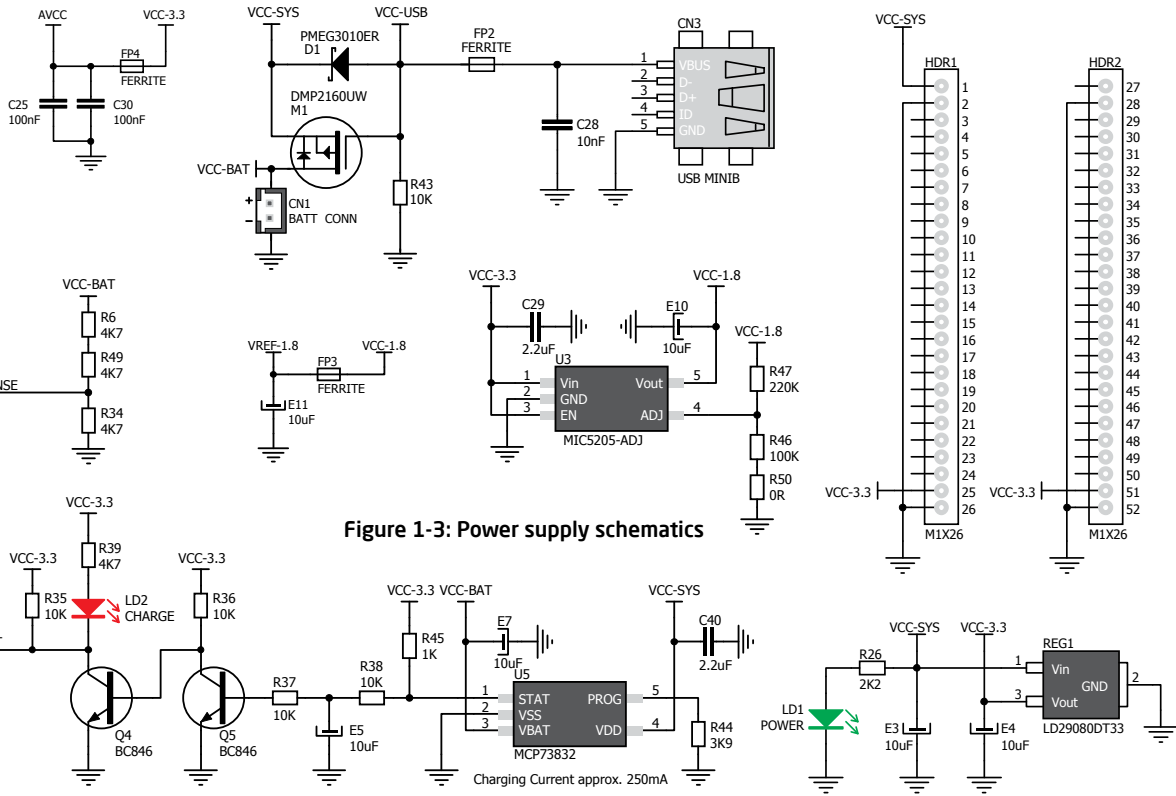 AVCC
VCC-3.3
FP4
FERRITE
C25
100nF
C30
100nF
VCC-SYS
VCC-USB
PMEG3010ER
D1
DMP2160UW
M1
VCC-BAT
CN1
BATT CONN
+
-
R43
10K
FP2
FERRITE
C28
10nF
CN3
1 VBUS
2 D-
3 D+
4 ID
5 GND
USB MINIB
VCC-SYS
HDR1
1
2
3
4
5
6
7
8
9
10
11
12
13
14
15
16
17
18
19
20
21
22
23
24
VCC-3.3
25
26
M1X26
HDR2
27
28
29
30
31
32
33
34
35
36
37
38
39
40
41
42
43
44
45
46
47
48
49
50
VCC-3.3
51
52
M1X26
VCC-BAT
R6
4K7
R49
4K7
NSE
R34
4K7
VREF-1.8
VCC-1.8
FP3
FERRITE
E11
10uF
VCC-3.3
C29
2.2uF
E10
10uF
VCC-1.8
VCC-1.8
U3
1 Vin
2 GND
3 EN
Vout 5
ADJ 4
MIC5205-ADJ
R47
220K
R46
100K
R50
0R
Figure 1-3: Power supply schematics
VCC-3.3
R35
10K
VCC-3.3
R39
4K7
LD2
CHARGE
VCC-3.3
R36
10K
Q4
BC846
Q5
BC846
R37
10K
R38
10K
E5
10uF
VCC-3.3
VCC-BAT
R45
1K
E7
10uF
VCC-SYS
C40
2.2uF
U5
1 STAT
2 VSS
3 VBAT
PROG 5
VDD 4
MCP73832
R44
3K9
Charging Current approx. 250mA
VCC-SYS
VCC-3.3
R26
2K2
LD1
POWER
E3
10uF
E4
10uF
REG1
1 Vin
GND 2
3 Vout
LD29080DT33